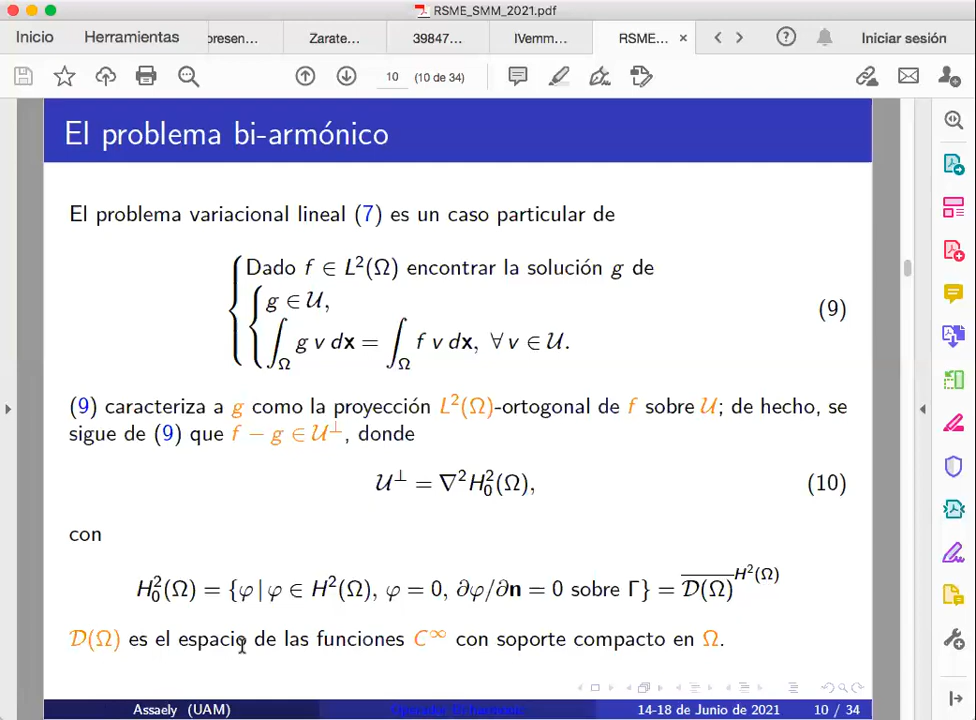 RSME_SMM_2021.pdf
Inicio Herramientas presen... Zarate... 39847... IVemm... RSME... × Iniciar sesión
10 (10 de 34)
El problema bi-armónico
El problema variacional lineal (7) es un caso particular de
Dado f ∈ L²(Ω) encontrar la solución g de
g ∈ 𝒰,
∫_Ω g v dx = ∫_Ω f v dx, ∀ v ∈ 𝒰. (9)
(9) caracteriza a g como la proyección L²(Ω)-ortogonal de f sobre 𝒰; de hecho, se
sigue de (9) que f − g ∈ 𝒰^⊥, donde
𝒰^⊥ = ∇²H₀²(Ω), (10)
con
H₀²(Ω) = {φ | φ ∈ H²(Ω), φ = 0, ∂φ/∂n = 0 sobre Γ} = \overline{𝒟(Ω)}^{H²(Ω)}
𝒟(Ω) es el espacio de las funciones C^∞ con soporte compacto en Ω.
Assaely (UAM) 14-18 de Junio de 2021 10 / 34